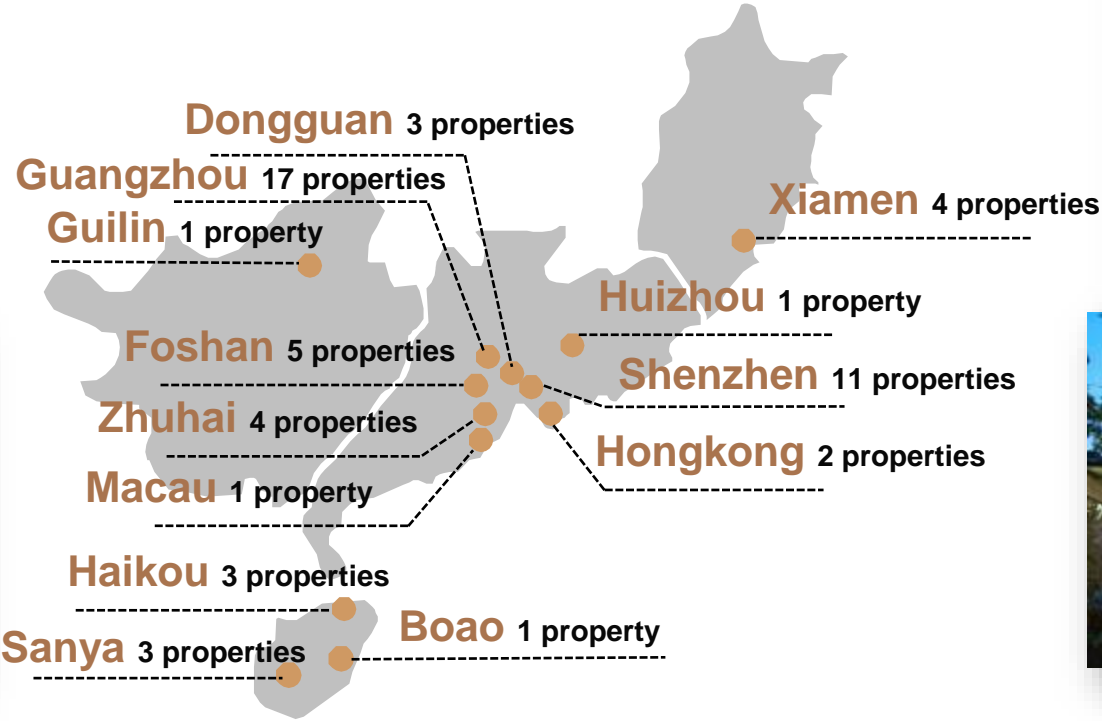 Dongguan 3 properties
Guangzhou 17 properties
Xiamen 4 properties
Guilin 1 property
Huizhou 1 property
Foshan 5 properties
Shenzhen 11 properties
Zhuhai 4 properties
Hongkong 2 properties
Macau 1 property
Haikou 3 properties
Boao 1 property
Sanya 3 properties